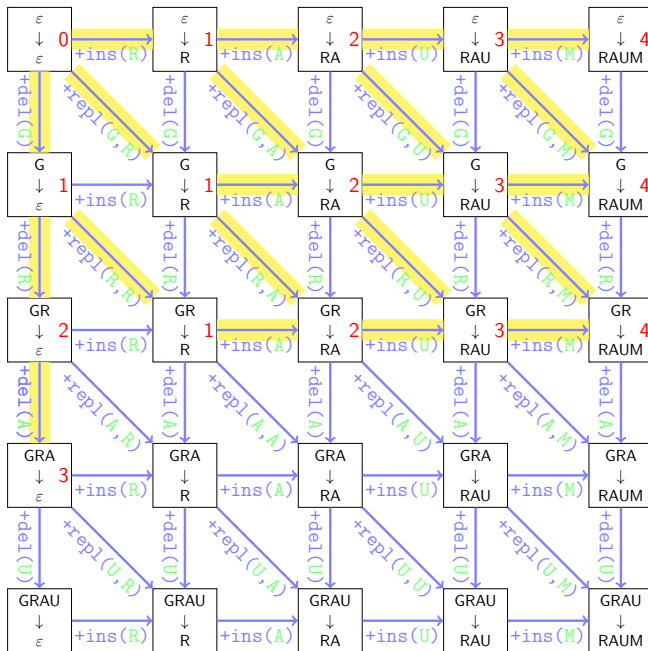 ε ε ε ε ε
↓ 0 ↓ 1 ↓ 2 ↓ 3 ↓ 4
ε +ins(R) R +ins(A) RA +ins(U) RAU +ins(M) RAUM
+del(G) +repl(G,R) +del(G) +repl(G,A) +del(G) +repl(G,U) +del(G) +repl(G,M) +del(G)
G G G G G
↓ 1 ↓ 1 ↓ 2 ↓ 3 ↓ 4
ε +ins(R) R +ins(A) RA +ins(U) RAU +ins(M) RAUM
+del(R) +repl(R,R) +del(R) +repl(R,A) +del(R) +repl(R,U) +del(R) +repl(R,M) +del(R)
GR GR GR GR GR
↓ 2 ↓ 1 ↓ 2 ↓ 3 ↓ 4
ε +ins(R) R +ins(A) RA +ins(U) RAU +ins(M) RAUM
+del(A) +repl(A,R) +del(A) +repl(A,A) +del(A) +repl(A,U) +del(A) +repl(A,M) +del(A)
GRA GRA GRA GRA GRA
↓ 3 ↓ ↓ ↓ ↓
ε +ins(R) R +ins(A) RA +ins(U) RAU +ins(M) RAUM
+del(U) +repl(U,R) +del(U) +repl(U,A) +del(U) +repl(U,U) +del(U) +repl(U,M) +del(U)
GRAU GRAU GRAU GRAU GRAU
↓ ↓ ↓ ↓ ↓
ε +ins(R) R +ins(A) RA +ins(U) RAU +ins(M) RAUM